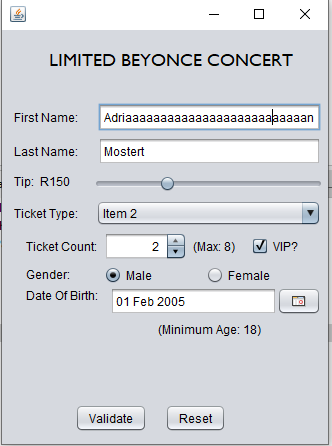 LIMITED BEYONCE CONCERT
First Name: Adriaaaaaaaaaaaaaaaaaaaaaaaaaan
Last Name: Mostert
Tip: R150
Ticket Type: Item 2
Ticket Count: 2 (Max: 8) VIP?
Gender: Male Female
Date Of Birth: 01 Feb 2005
(Minimum Age: 18)
Validate Reset